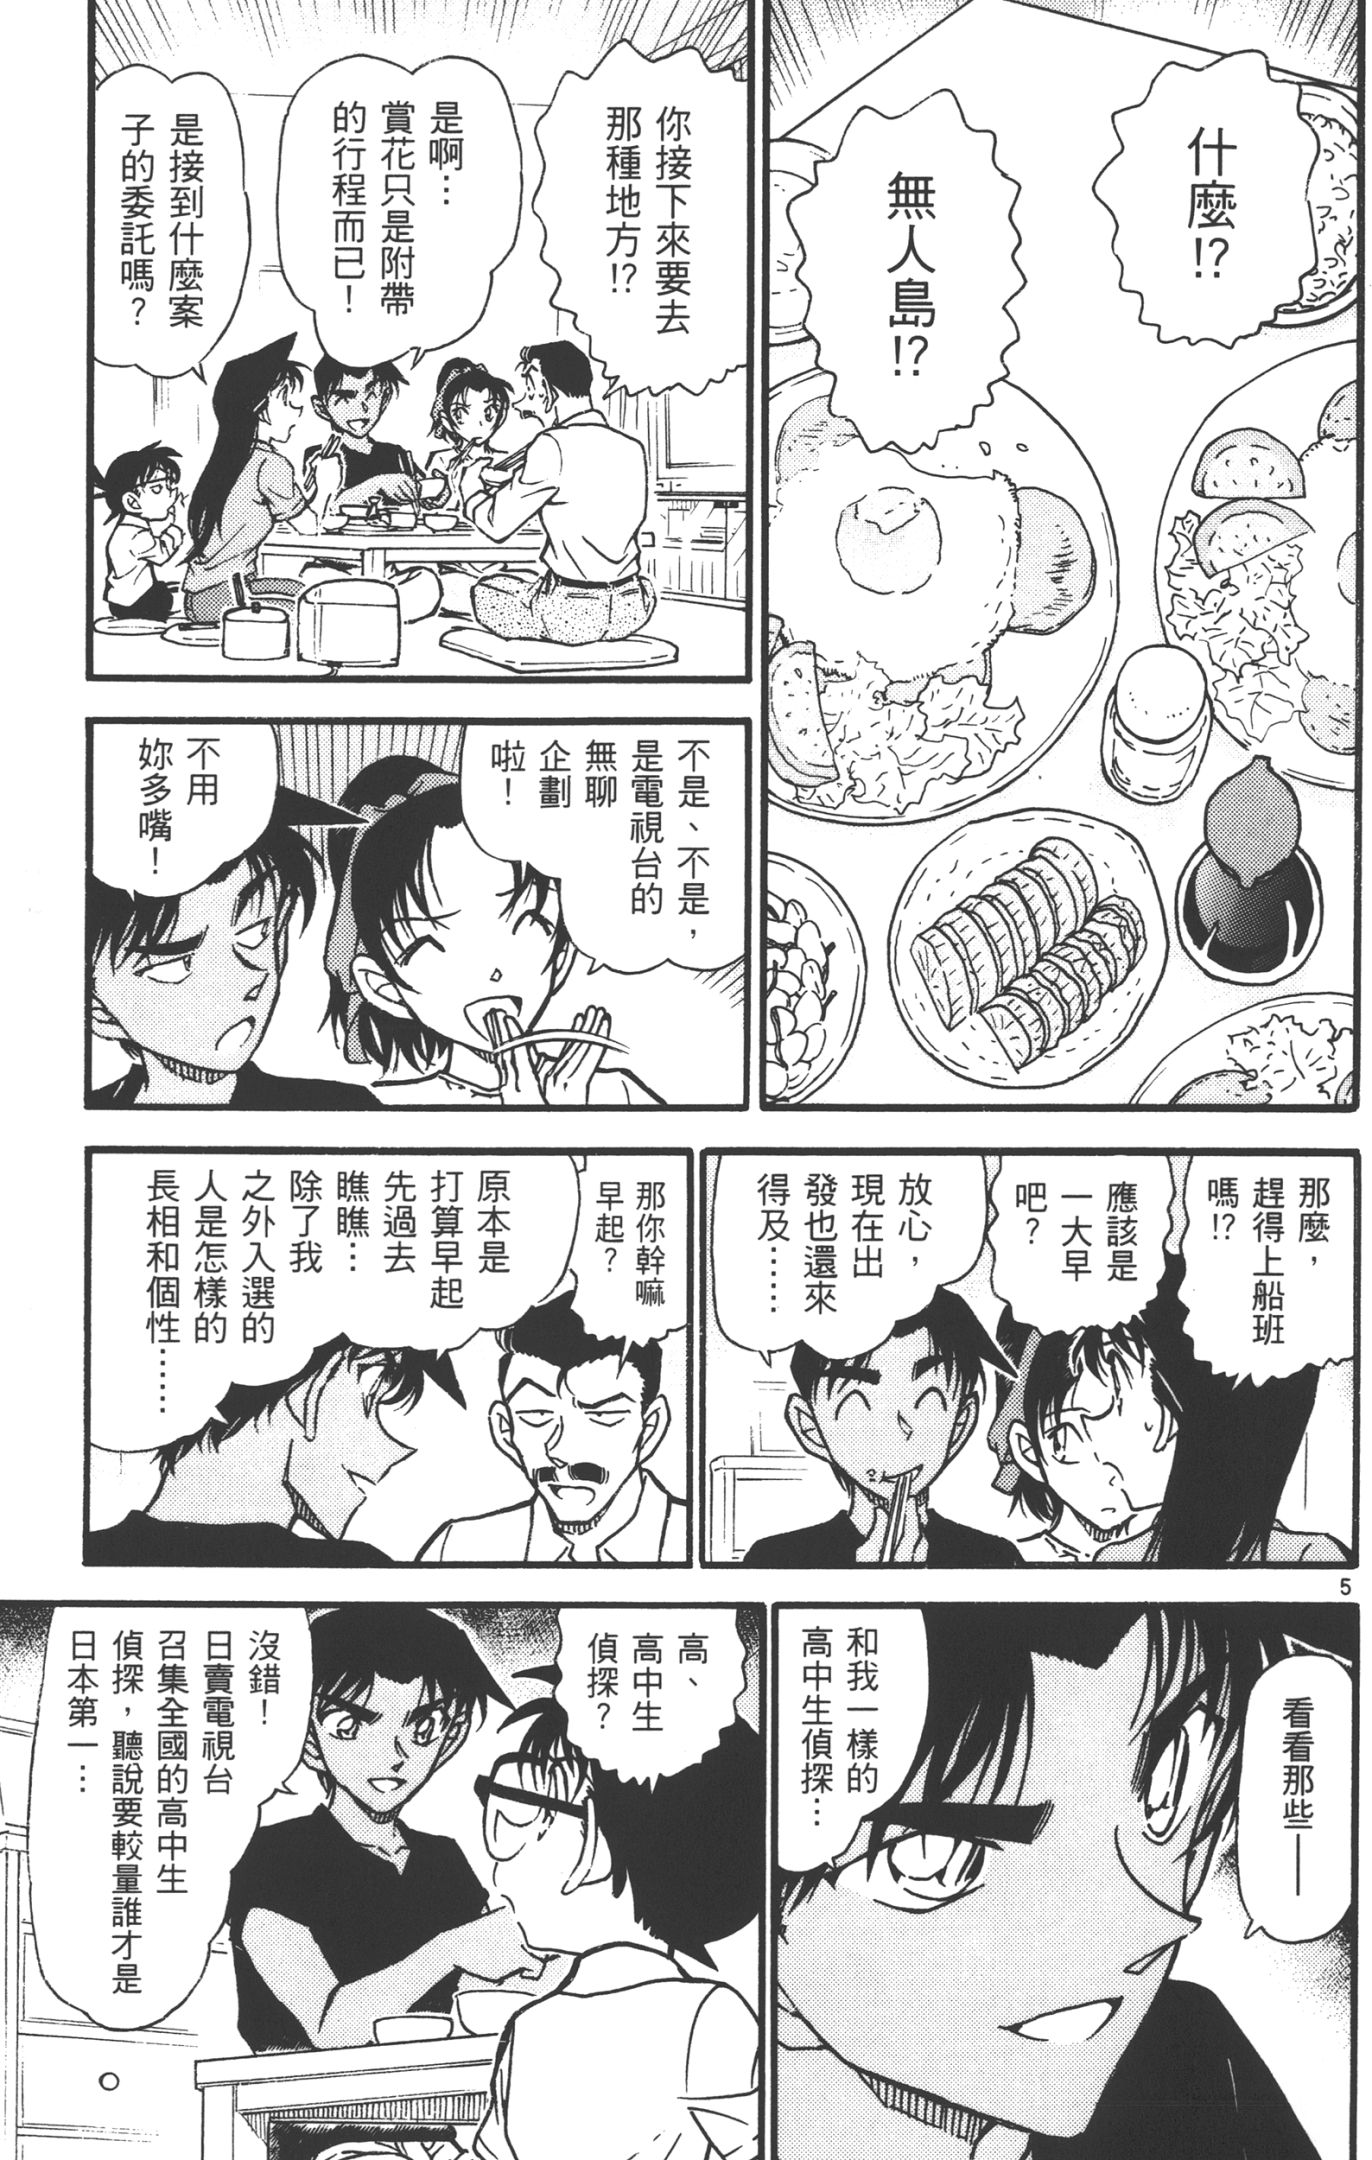 什麼!?
無人島!?
你接下來要去
那種地方!?
是啊…
賞花只是附帶
的行程而已！
是接到什麼案
子的委託嗎？
不是、不是，
是電視台的
無聊
企劃
啦！
不用
妳多嘴！
那麼，
趕得上船班
嗎!?
應該是
一大早
吧？
放心，
現在出
發也還來
得及……
那你幹嘛
早起？
原本是
打算早起
先過去
瞧瞧…
除了我
之外入選的
人是怎樣的
長相和個性……
5
看看那些——
和我一樣的
高中生偵探…
高、
高中生
偵探？
沒錯！
日賣電視台
召集全國的高中生
偵探，聽說要較量誰才是
日本第一…